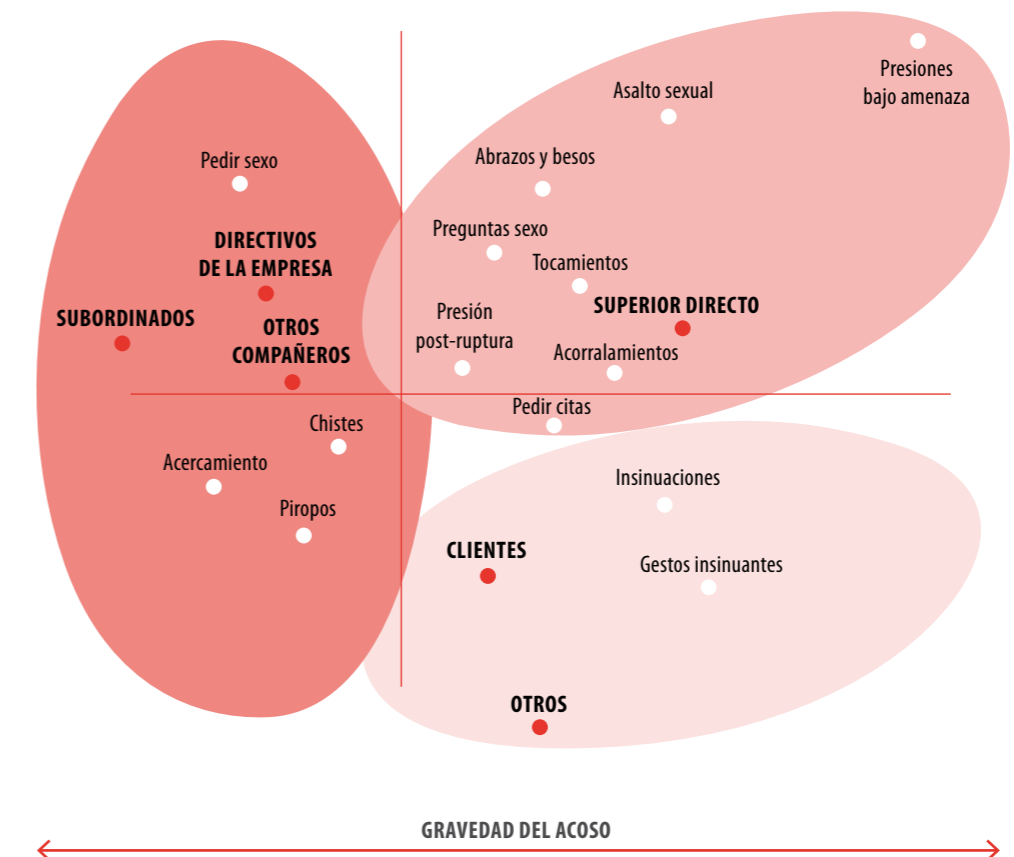 Presiones
bajo amenaza
Asalto sexual
Abrazos y besos
Pedir sexo
Preguntas sexo
DIRECTIVOS
DE LA EMPRESA
Tocamientos
SUPERIOR DIRECTO
SUBORDINADOS
OTROS
COMPAÑEROS
Presión
post-ruptura
Acorralamientos
Pedir citas
Chistes
Acercamiento
Insinuaciones
Piropos
CLIENTES
Gestos insinuantes
OTROS
GRAVEDAD DEL ACOSO